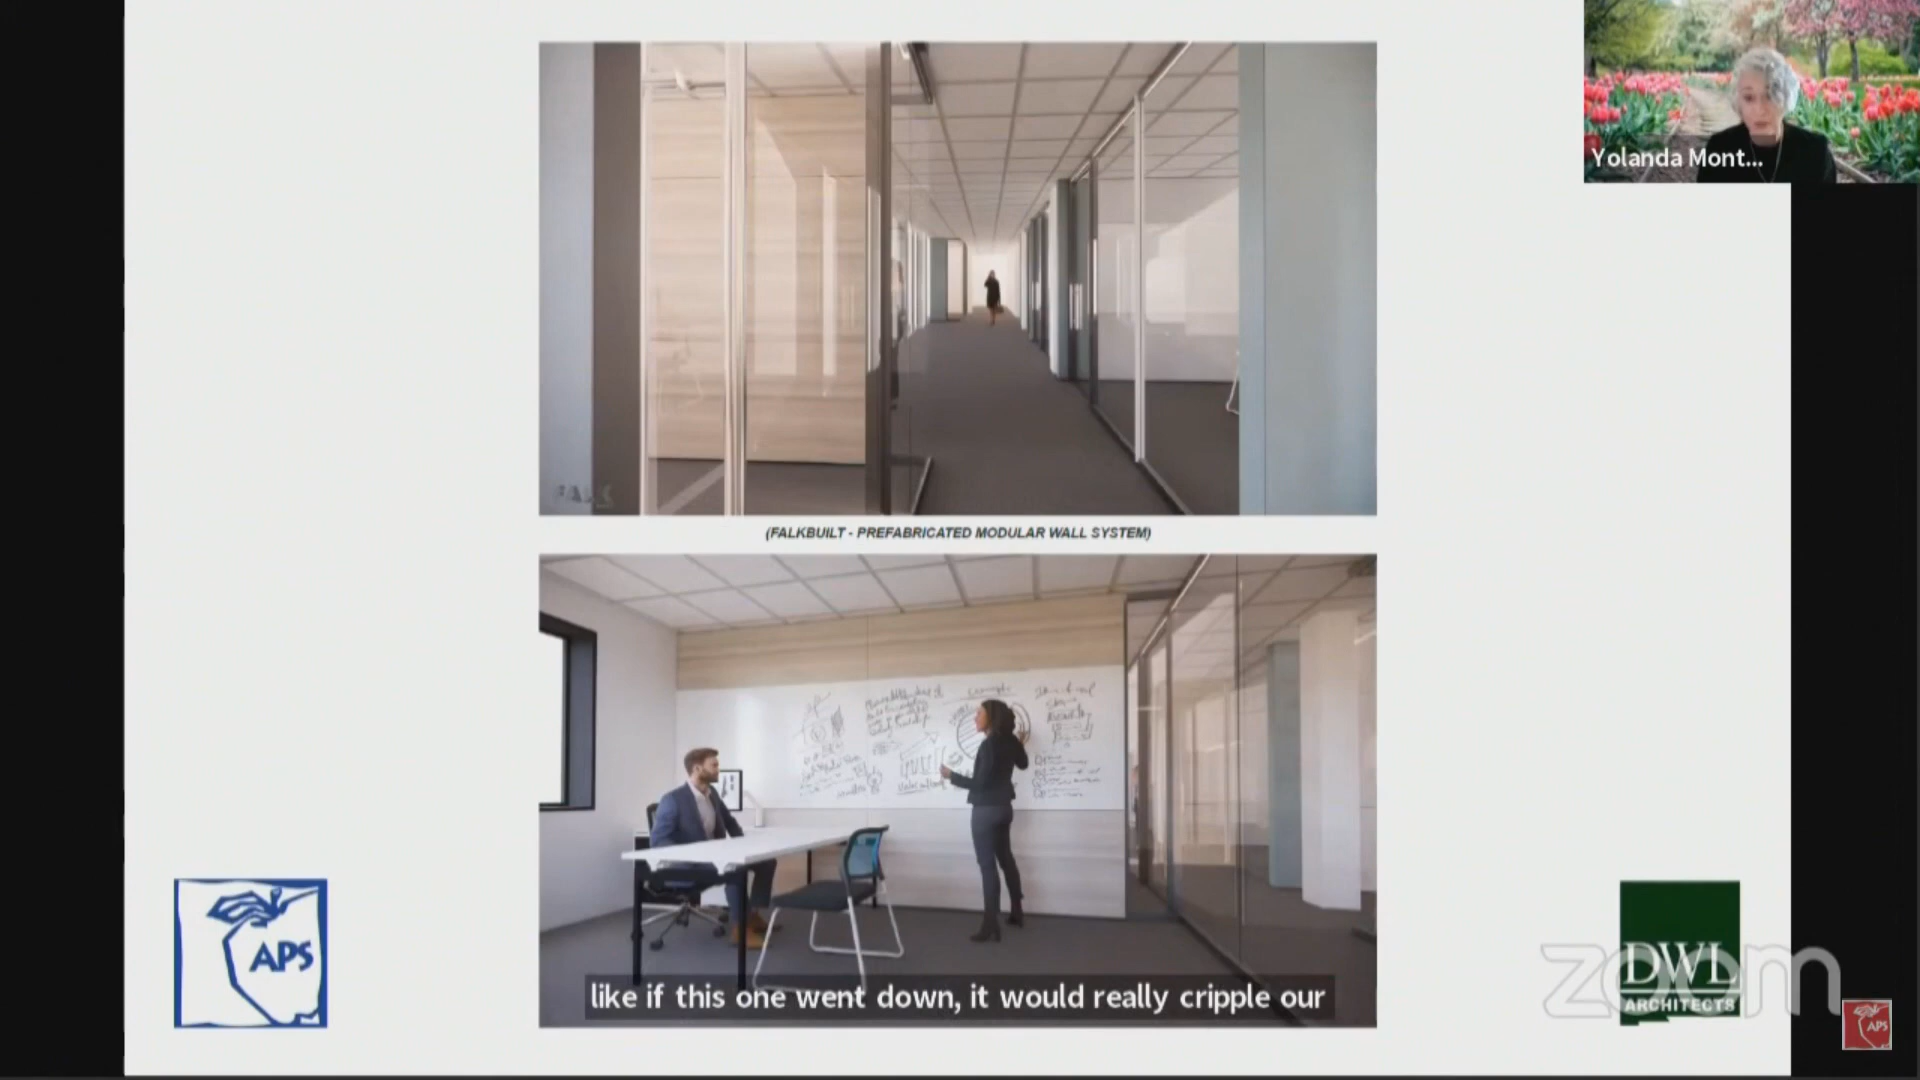 Yolanda Mont...
FALK
(FALKBUILT - PREFABRICATED MODULAR WALL SYSTEM)
like if this one went down, it would really cripple our
APS
DWL
ARCHITECTS
zoom
APS